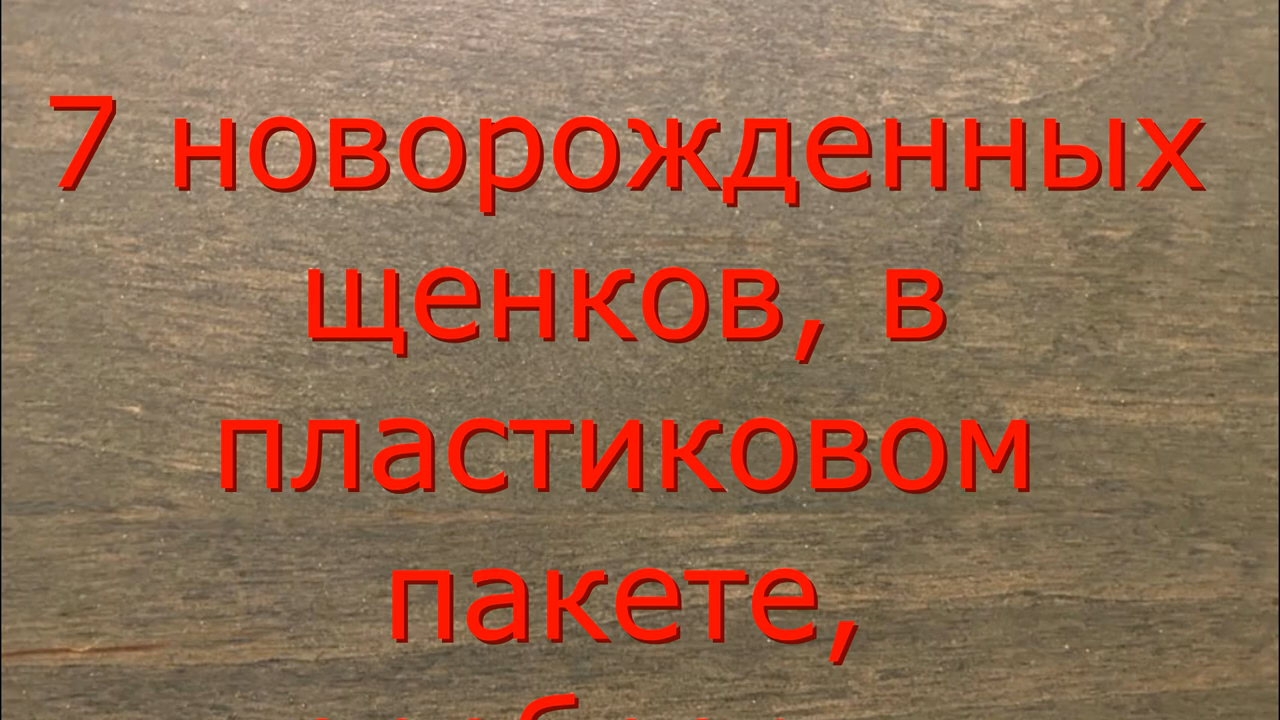 7 новорожденных
щенков, в
пластиковом
пакете,